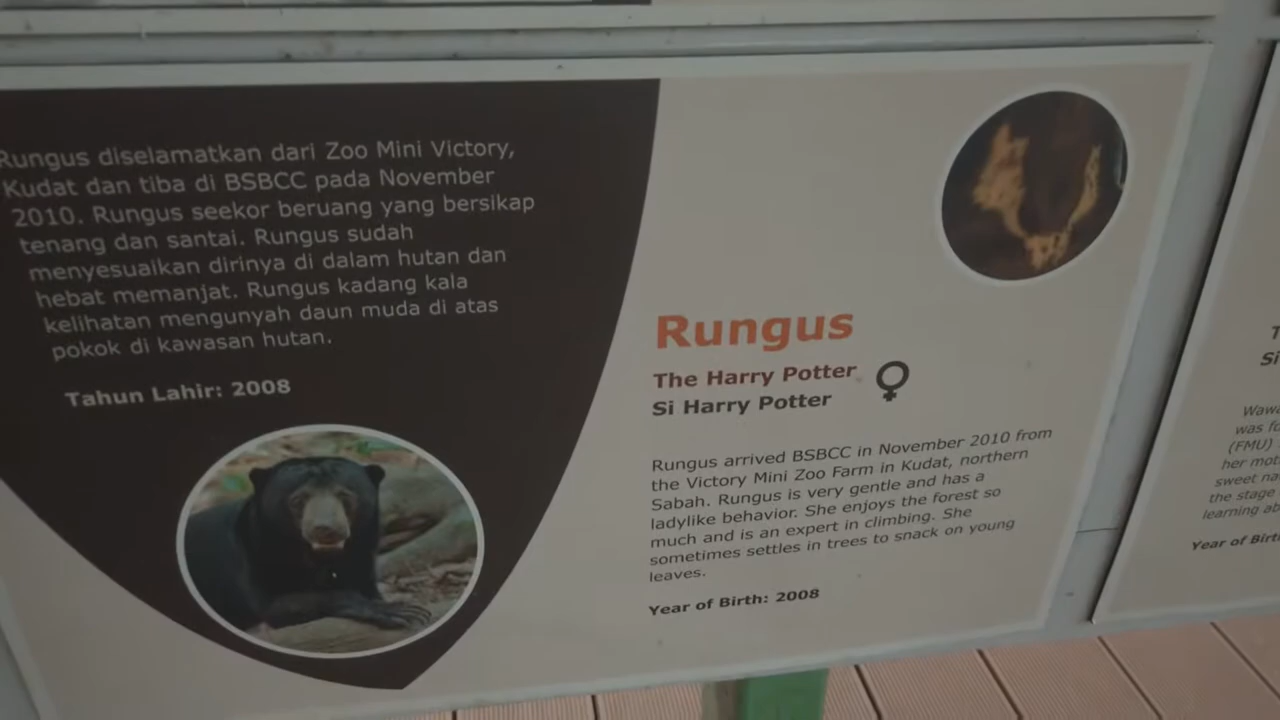 Rungus diselamatkan dari Zoo Mini Victory,
Kudat dan tiba di BSBCC pada November
2010. Rungus seekor beruang yang bersikap
tenang dan santai. Rungus sudah
menyesuaikan dirinya di dalam hutan dan
hebat memanjat. Rungus kadang kala
kelihatan mengunyah daun muda di atas
pokok di kawasan hutan.
Tahun Lahir: 2008
Rungus
The Harry Potter
Si Harry Potter
Rungus arrived BSBCC in November 2010 from
the Victory Mini Zoo Farm in Kudat, northern
Sabah. Rungus is very gentle and has a
ladylike behavior. She enjoys the forest so
much and is an expert in climbing. She
sometimes settles in trees to snack on young
leaves.
Year of Birth: 2008
Si
was
(FMU)
her
sweet
the stage
learning
Year of